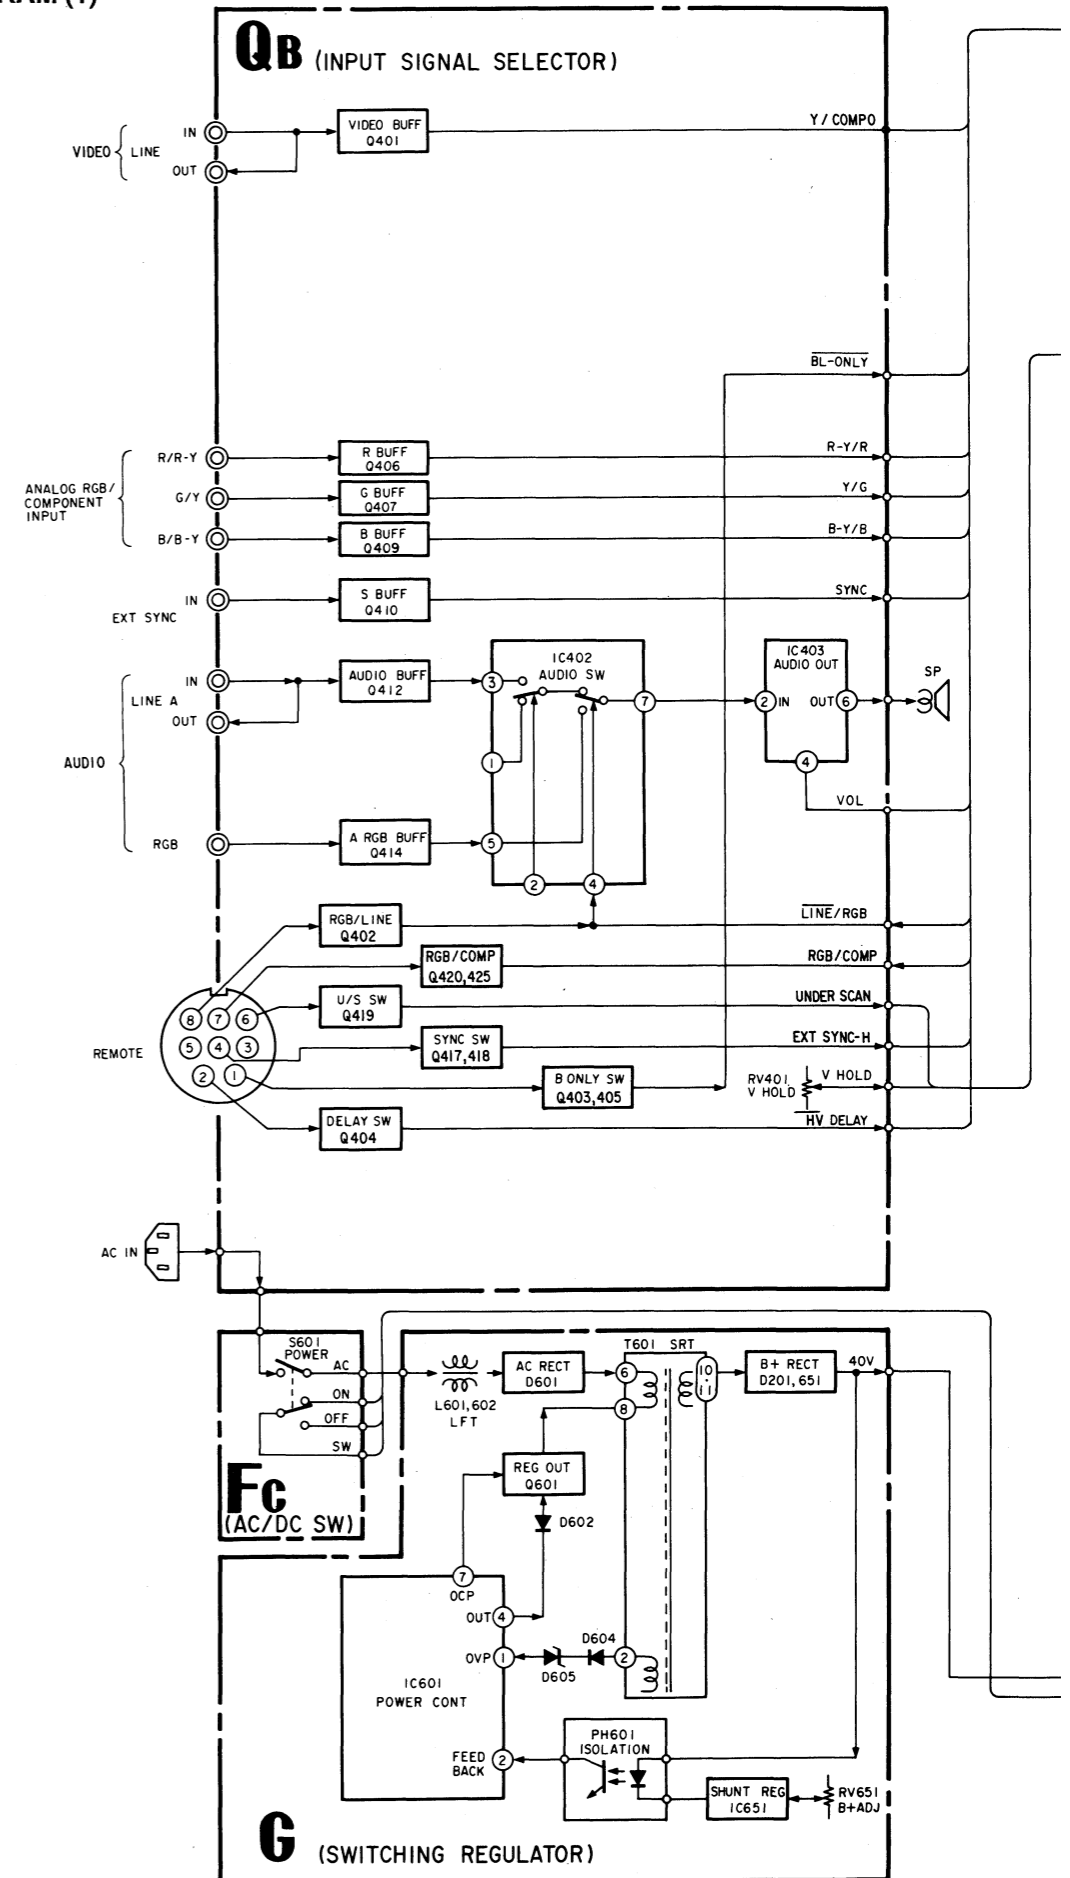 QB (INPUT SIGNAL SELECTOR)
VIDEO
LINE
IN
OUT
VIDEO BUFF
Q401
Y/COMPO
BL-ONLY
ANALOG RGB/
COMPONENT
INPUT
R/R-Y
R BUFF
Q406
R-Y/R
G/Y
G BUFF
Q407
Y/G
B/B-Y
B BUFF
Q409
B-Y/B
EXT SYNC
IN
S BUFF
Q410
SYNC
AUDIO
LINE A
IN
OUT
AUDIO BUFF
Q412
IC402
AUDIO SW
3
1
5
2
4
7
IC403
AUDIO OUT
2 IN
OUT 6
4
SP
VOL
RGB
A RGB BUFF
Q414
RGB/LINE
Q402
LINE/RGB
RGB/COMP
Q420,425
RGB/COMP
U/S SW
Q419
UNDER SCAN
REMOTE
8 7 6
5 4 3
2 1
SYNC SW
Q417,418
EXT SYNC-H
B ONLY SW
Q403,405
RV401
V HOLD
V HOLD
DELAY SW
Q404
HV DELAY
AC IN
S601
POWER
AC
ON
OFF
SW
FC
(AC/DC SW)
L601,602
LFT
AC RECT
D601
T601 SRT
6
8
10
11
B+ RECT
D201,651
40V
REG OUT
Q601
D602
7
OCP
OUT 4
OVP 1
D605
D604
2
IC601
POWER CONT
FEED
BACK
2
PH601
ISOLATION
SHUNT REG
IC651
RV651
B+ADJ
G (SWITCHING REGULATOR)